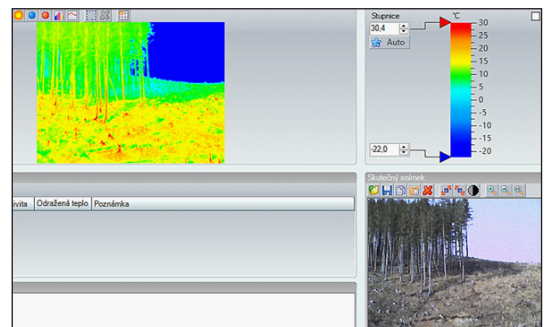 Stupnice
°C
30,4
Auto
30
25
20
15
10
5
0
-5
-10
-15
-20
-22,0
Skutečný snímek
ivita
Odražená teplo
Poznámka